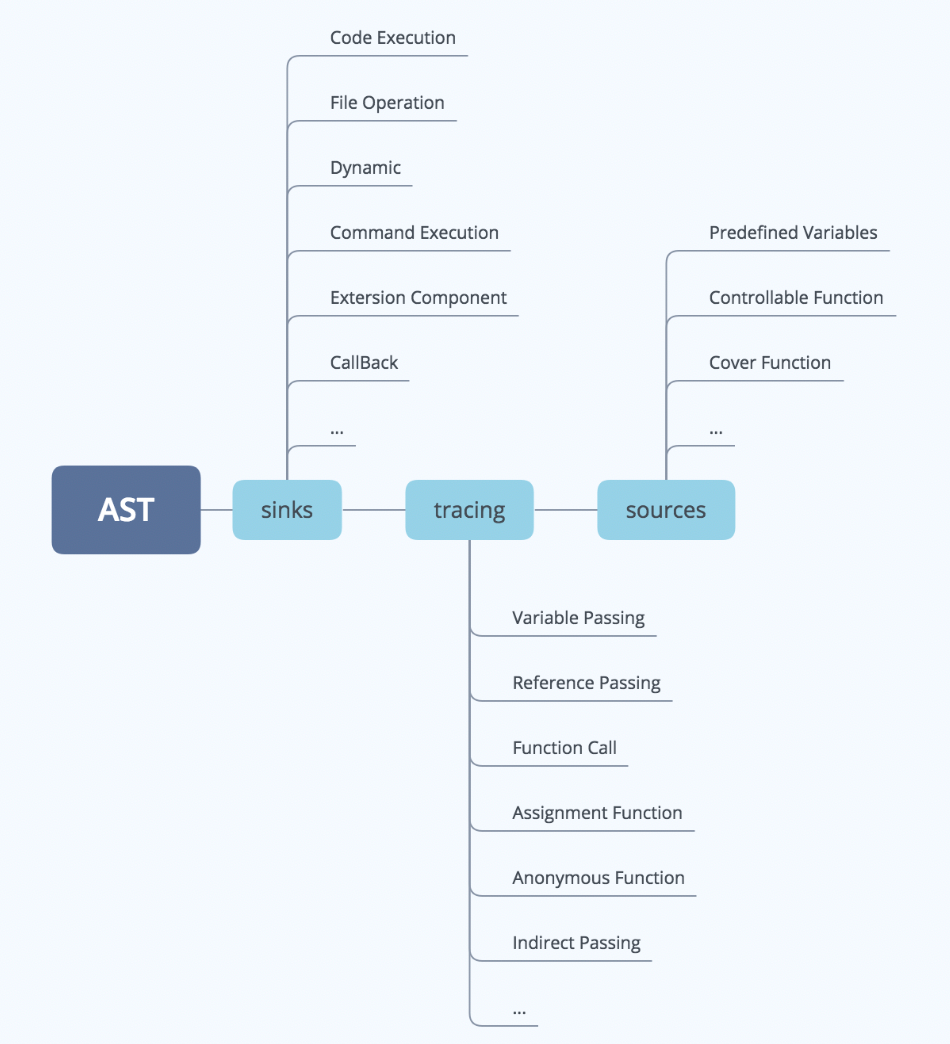 Code Execution
File Operation
Dynamic
Command Execution
Extersion Component
CallBack
...
Predefined Variables
Controllable Function
Cover Function
...
AST
sinks
tracing
sources
Variable Passing
Reference Passing
Function Call
Assignment Function
Anonymous Function
Indirect Passing
...